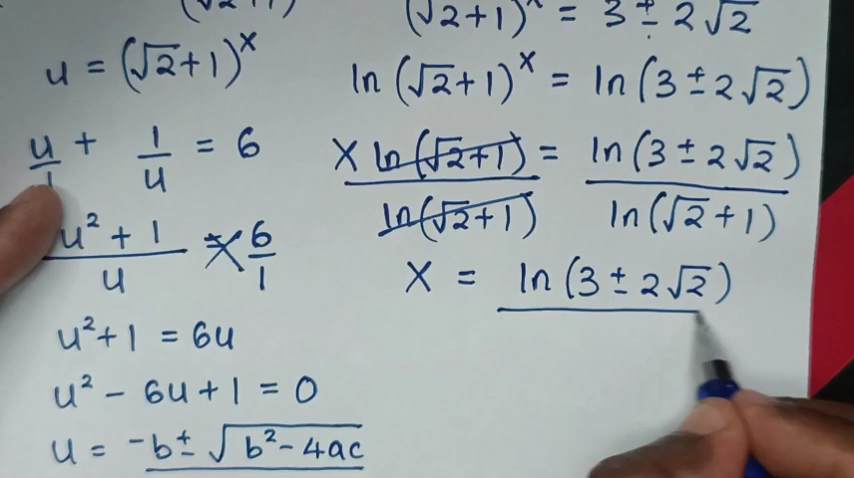 u = (√2+1)^x
u/1 + 1/u = 6
(u² + 1)/u = 6/1
u²+1 = 6u
u² - 6u + 1 = 0
u = -b ± √b² - 4ac
(√2+1)^x = 3 ± 2√2
ln(√2+1)^x = ln(3 ± 2√2)
x ln(√2+1)/ln(√2+1) = ln(3 ± 2√2)/ln(√2+1)
x = ln(3 ± 2√2)